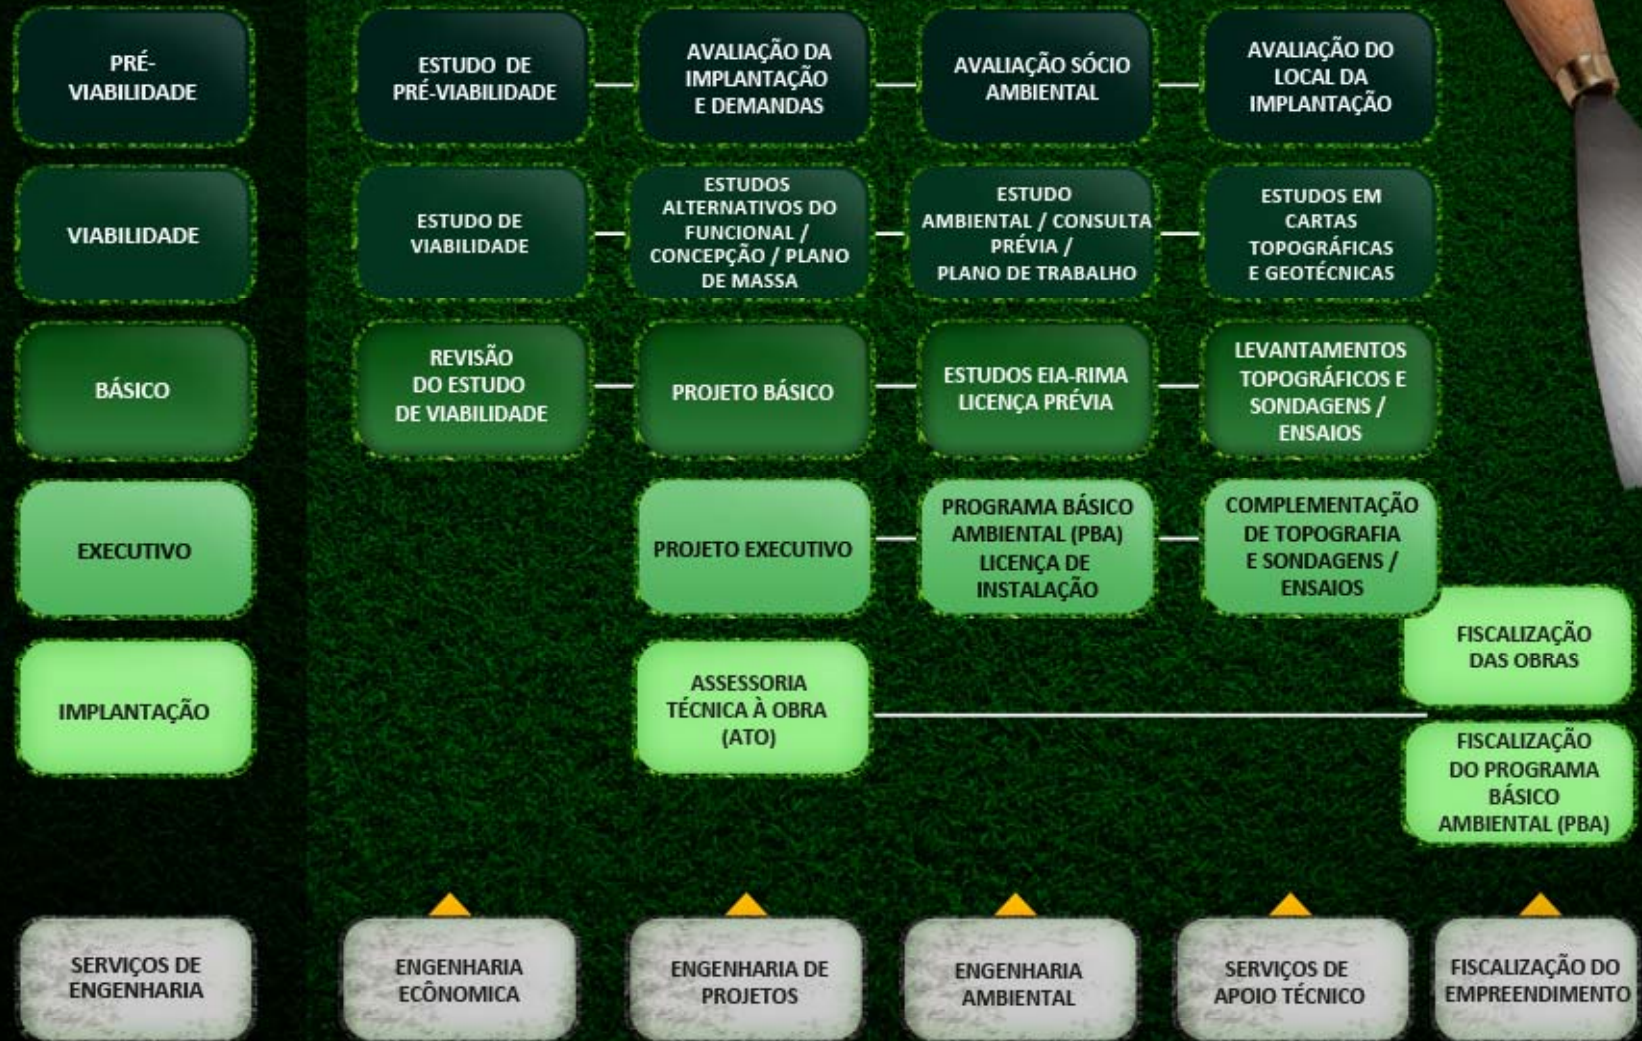 PRÉ-
VIABILIDADE
ESTUDO DE
PRÉ-VIABILIDADE
AVALIAÇÃO DA
IMPLANTAÇÃO
E DEMANDAS
AVALIAÇÃO SÓCIO
AMBIENTAL
AVALIAÇÃO DO
LOCAL DA
IMPLANTAÇÃO
VIABILIDADE
ESTUDO DE
VIABILIDADE
ESTUDOS
ALTERNATIVOS DO
FUNCIONAL /
CONCEPÇÃO / PLANO
DE MASSA
ESTUDO
AMBIENTAL / CONSULTA
PRÉVIA /
PLANO DE TRABALHO
ESTUDOS EM
CARTAS
TOPOGRÁFICAS
E GEOTÉCNICAS
BÁSICO
REVISÃO
DO ESTUDO
DE VIABILIDADE
PROJETO BÁSICO
ESTUDOS EIA-RIMA
LICENÇA PRÉVIA
LEVANTAMENTOS
TOPOGRÁFICOS E
SONDAGENS /
ENSAIOS
EXECUTIVO
PROJETO EXECUTIVO
PROGRAMA BÁSICO
AMBIENTAL (PBA)
LICENÇA DE
INSTALAÇÃO
COMPLEMENTAÇÃO
DE TOPOGRAFIA
E SONDAGENS /
ENSAIOS
IMPLANTAÇÃO
ASSESSORIA
TÉCNICA À OBRA
(ATO)
FISCALIZAÇÃO
DAS OBRAS
FISCALIZAÇÃO
DO PROGRAMA
BÁSICO
AMBIENTAL (PBA)
SERVIÇOS DE
ENGENHARIA
ENGENHARIA
ECÔNOMICA
ENGENHARIA DE
PROJETOS
ENGENHARIA
AMBIENTAL
SERVIÇOS DE
APOIO TÉCNICO
FISCALIZAÇÃO DO
EMPREENDIMENTO